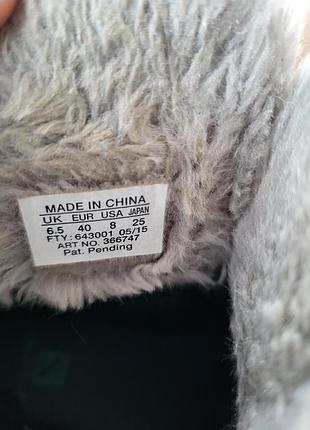 MADE IN CHINA
UK EUR USA JAPAN
6.5 40 8 25
FTY: 643001 05/15
ART NO. 366747
Pat. Pending